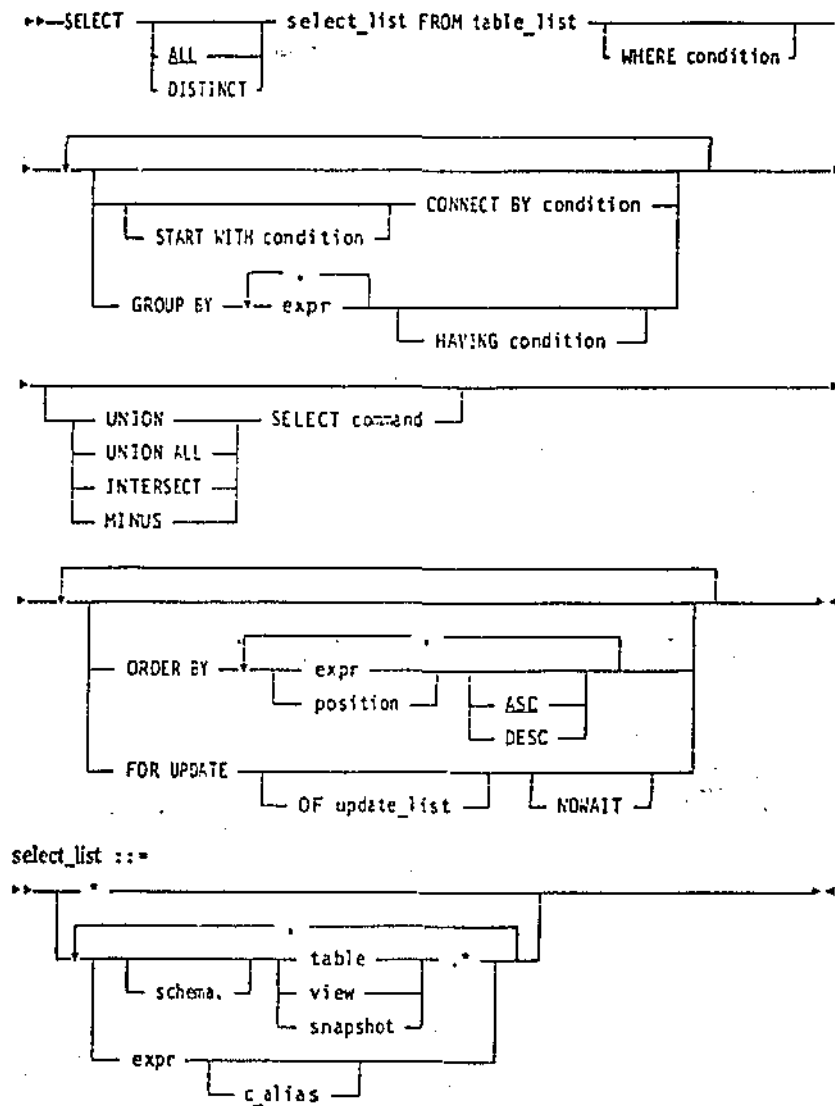 SELECT select_list FROM table_list
ALL
DISTINCT
WHERE condition
CONNECT BY condition
START WITH condition
,
GROUP BY expr
HAVING condition
UNION SELECT command
UNION ALL
INTERSECT
MINUS
,
ORDER BY expr
position
ASC
DESC
FOR UPDATE
OF update_list
NOWAIT
select_list ::=
*
,
table .*
schema.
view
snapshot
expr
c_alias